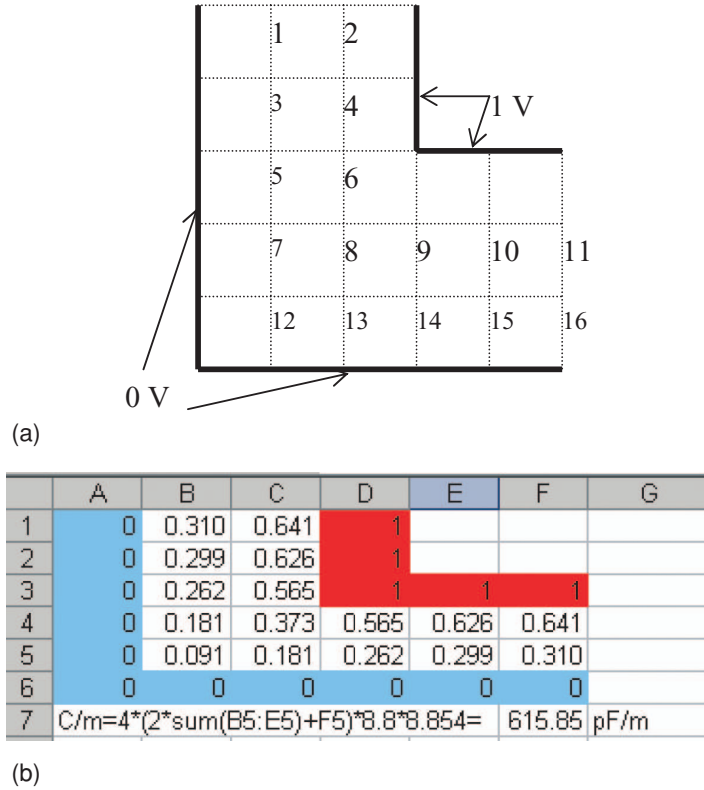 1 2
3 4
1 V
5 6
7 8 9 10 11
12 13 14 15 16
0 V
(a)
A B C D E F G
1 0 0.310 0.641 1
2 0 0.299 0.626 1
3 0 0.262 0.565 1 1 1
4 0 0.181 0.373 0.565 0.626 0.641
5 0 0.091 0.181 0.262 0.299 0.310
6 0 0 0 0 0 0
7 C/m=4*(2*sum(B5:E5)+F5)*8.8*8.854= 615.85 pF/m
(b)